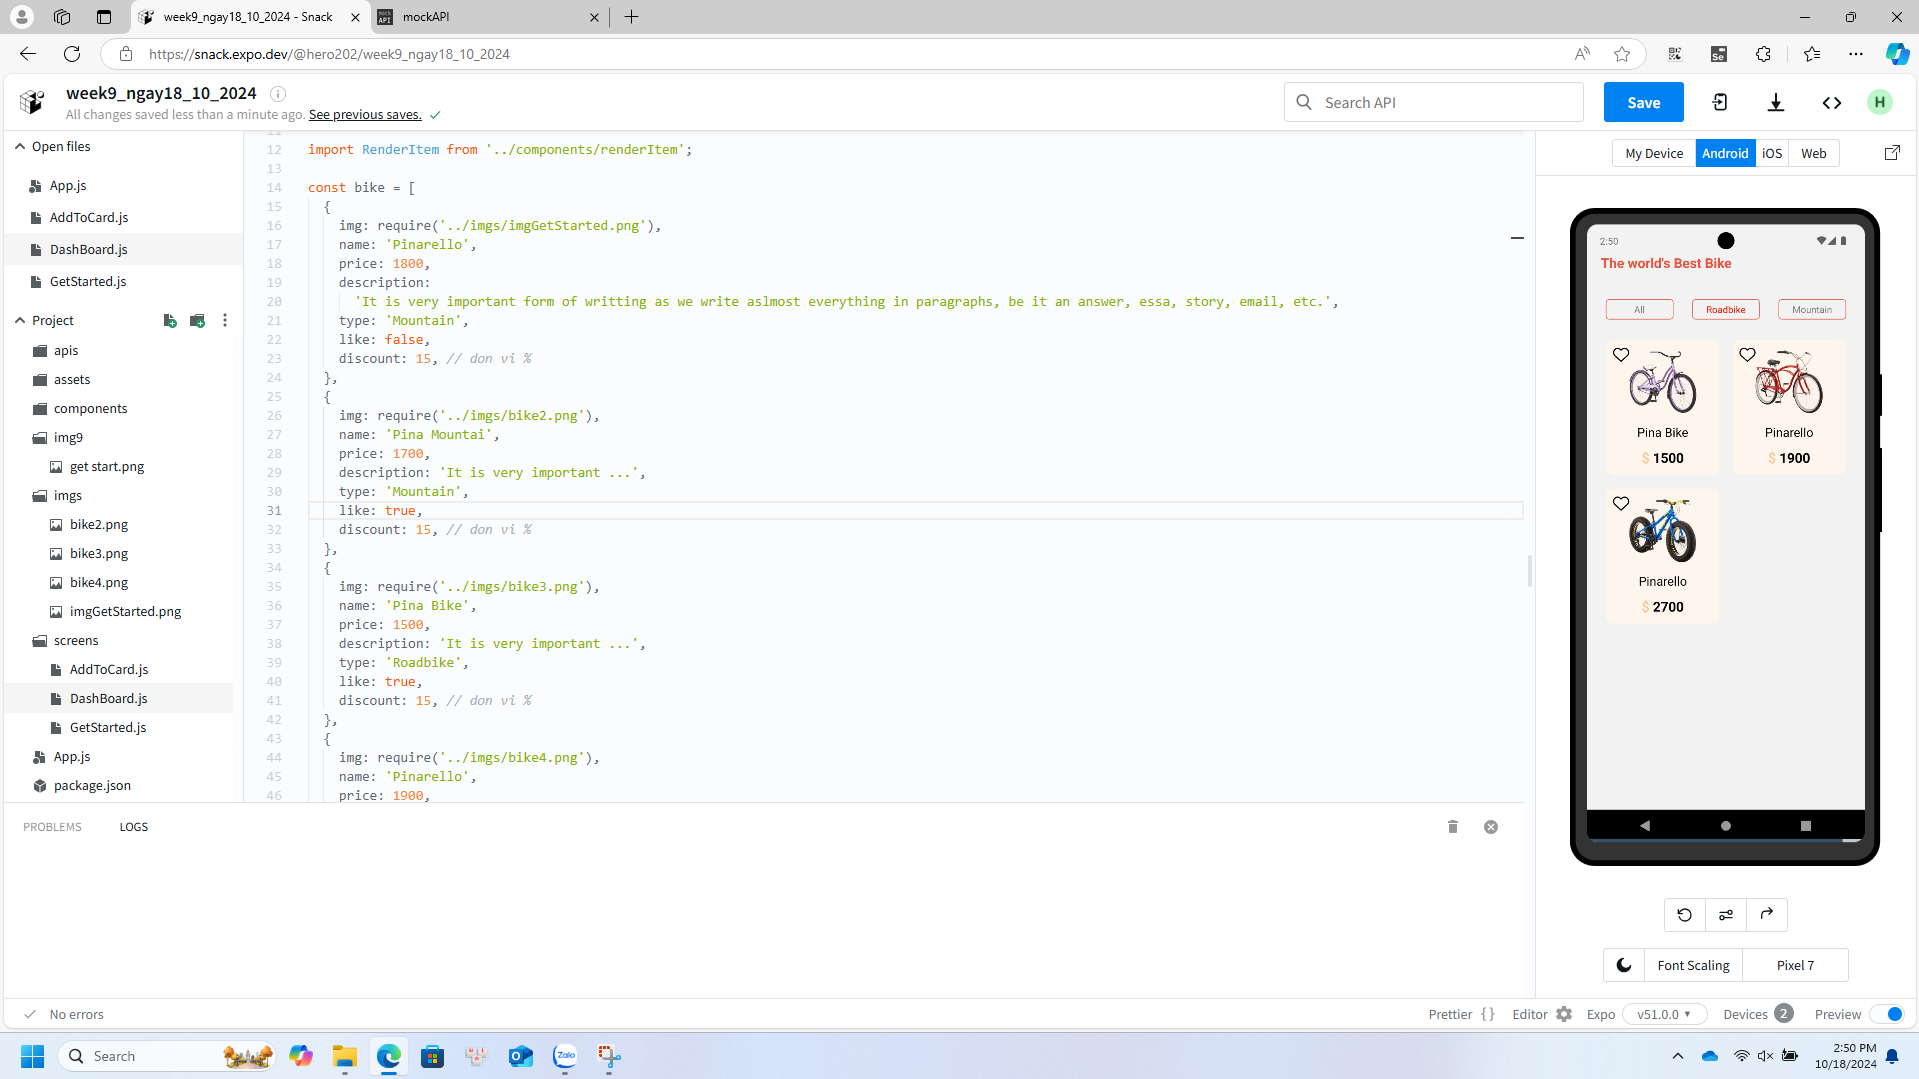 week9_ngay18_10_2024 - Snack
mockAPI
https://snack.expo.dev/@hero202/week9_ngay18_10_2024
week9_ngay18_10_2024
All changes saved less than a minute ago. See previous saves.
Search API
Save
H
Open files
App.js
AddToCard.js
DashBoard.js
GetStarted.js
Project
apis
assets
components
img9
get start.png
imgs
bike2.png
bike3.png
bike4.png
imgGetStarted.png
screens
AddToCard.js
DashBoard.js
GetStarted.js
App.js
package.json
11
12 import RenderItem from '../components/renderItem';
13
14 const bike = [
15 {
16 img: require('../imgs/imgGetStarted.png'),
17 name: 'Pinarello',
18 price: 1800,
19 description:
20 'It is very important form of writting as we write aslmost everything in paragraphs, be it an answer, essa, story, email, etc.',
21 type: 'Mountain',
22 like: false,
23 discount: 15, // don vi %
24 },
25 {
26 img: require('../imgs/bike2.png'),
27 name: 'Pina Mountai',
28 price: 1700,
29 description: 'It is very important ...',
30 type: 'Mountain',
31 like: true,
32 discount: 15, // don vi %
33 },
34 {
35 img: require('../imgs/bike3.png'),
36 name: 'Pina Bike',
37 price: 1500,
38 description: 'It is very important ...',
39 type: 'Roadbike',
40 like: true,
41 discount: 15, // don vi %
42 },
43 {
44 img: require('../imgs/bike4.png'),
45 name: 'Pinarello',
46 price: 1900,
My Device Android iOS Web
2:50
The world's Best Bike
All Roadbike Mountain
Pina Bike Pinarello
$ 1500 $ 1900
Pinarello
$ 2700
Font Scaling Pixel 7
PROBLEMS LOGS
No errors
Prettier {} Editor Expo v51.0.0 Devices 2 Preview
Search
Zalo
2:50 PM
10/18/2024